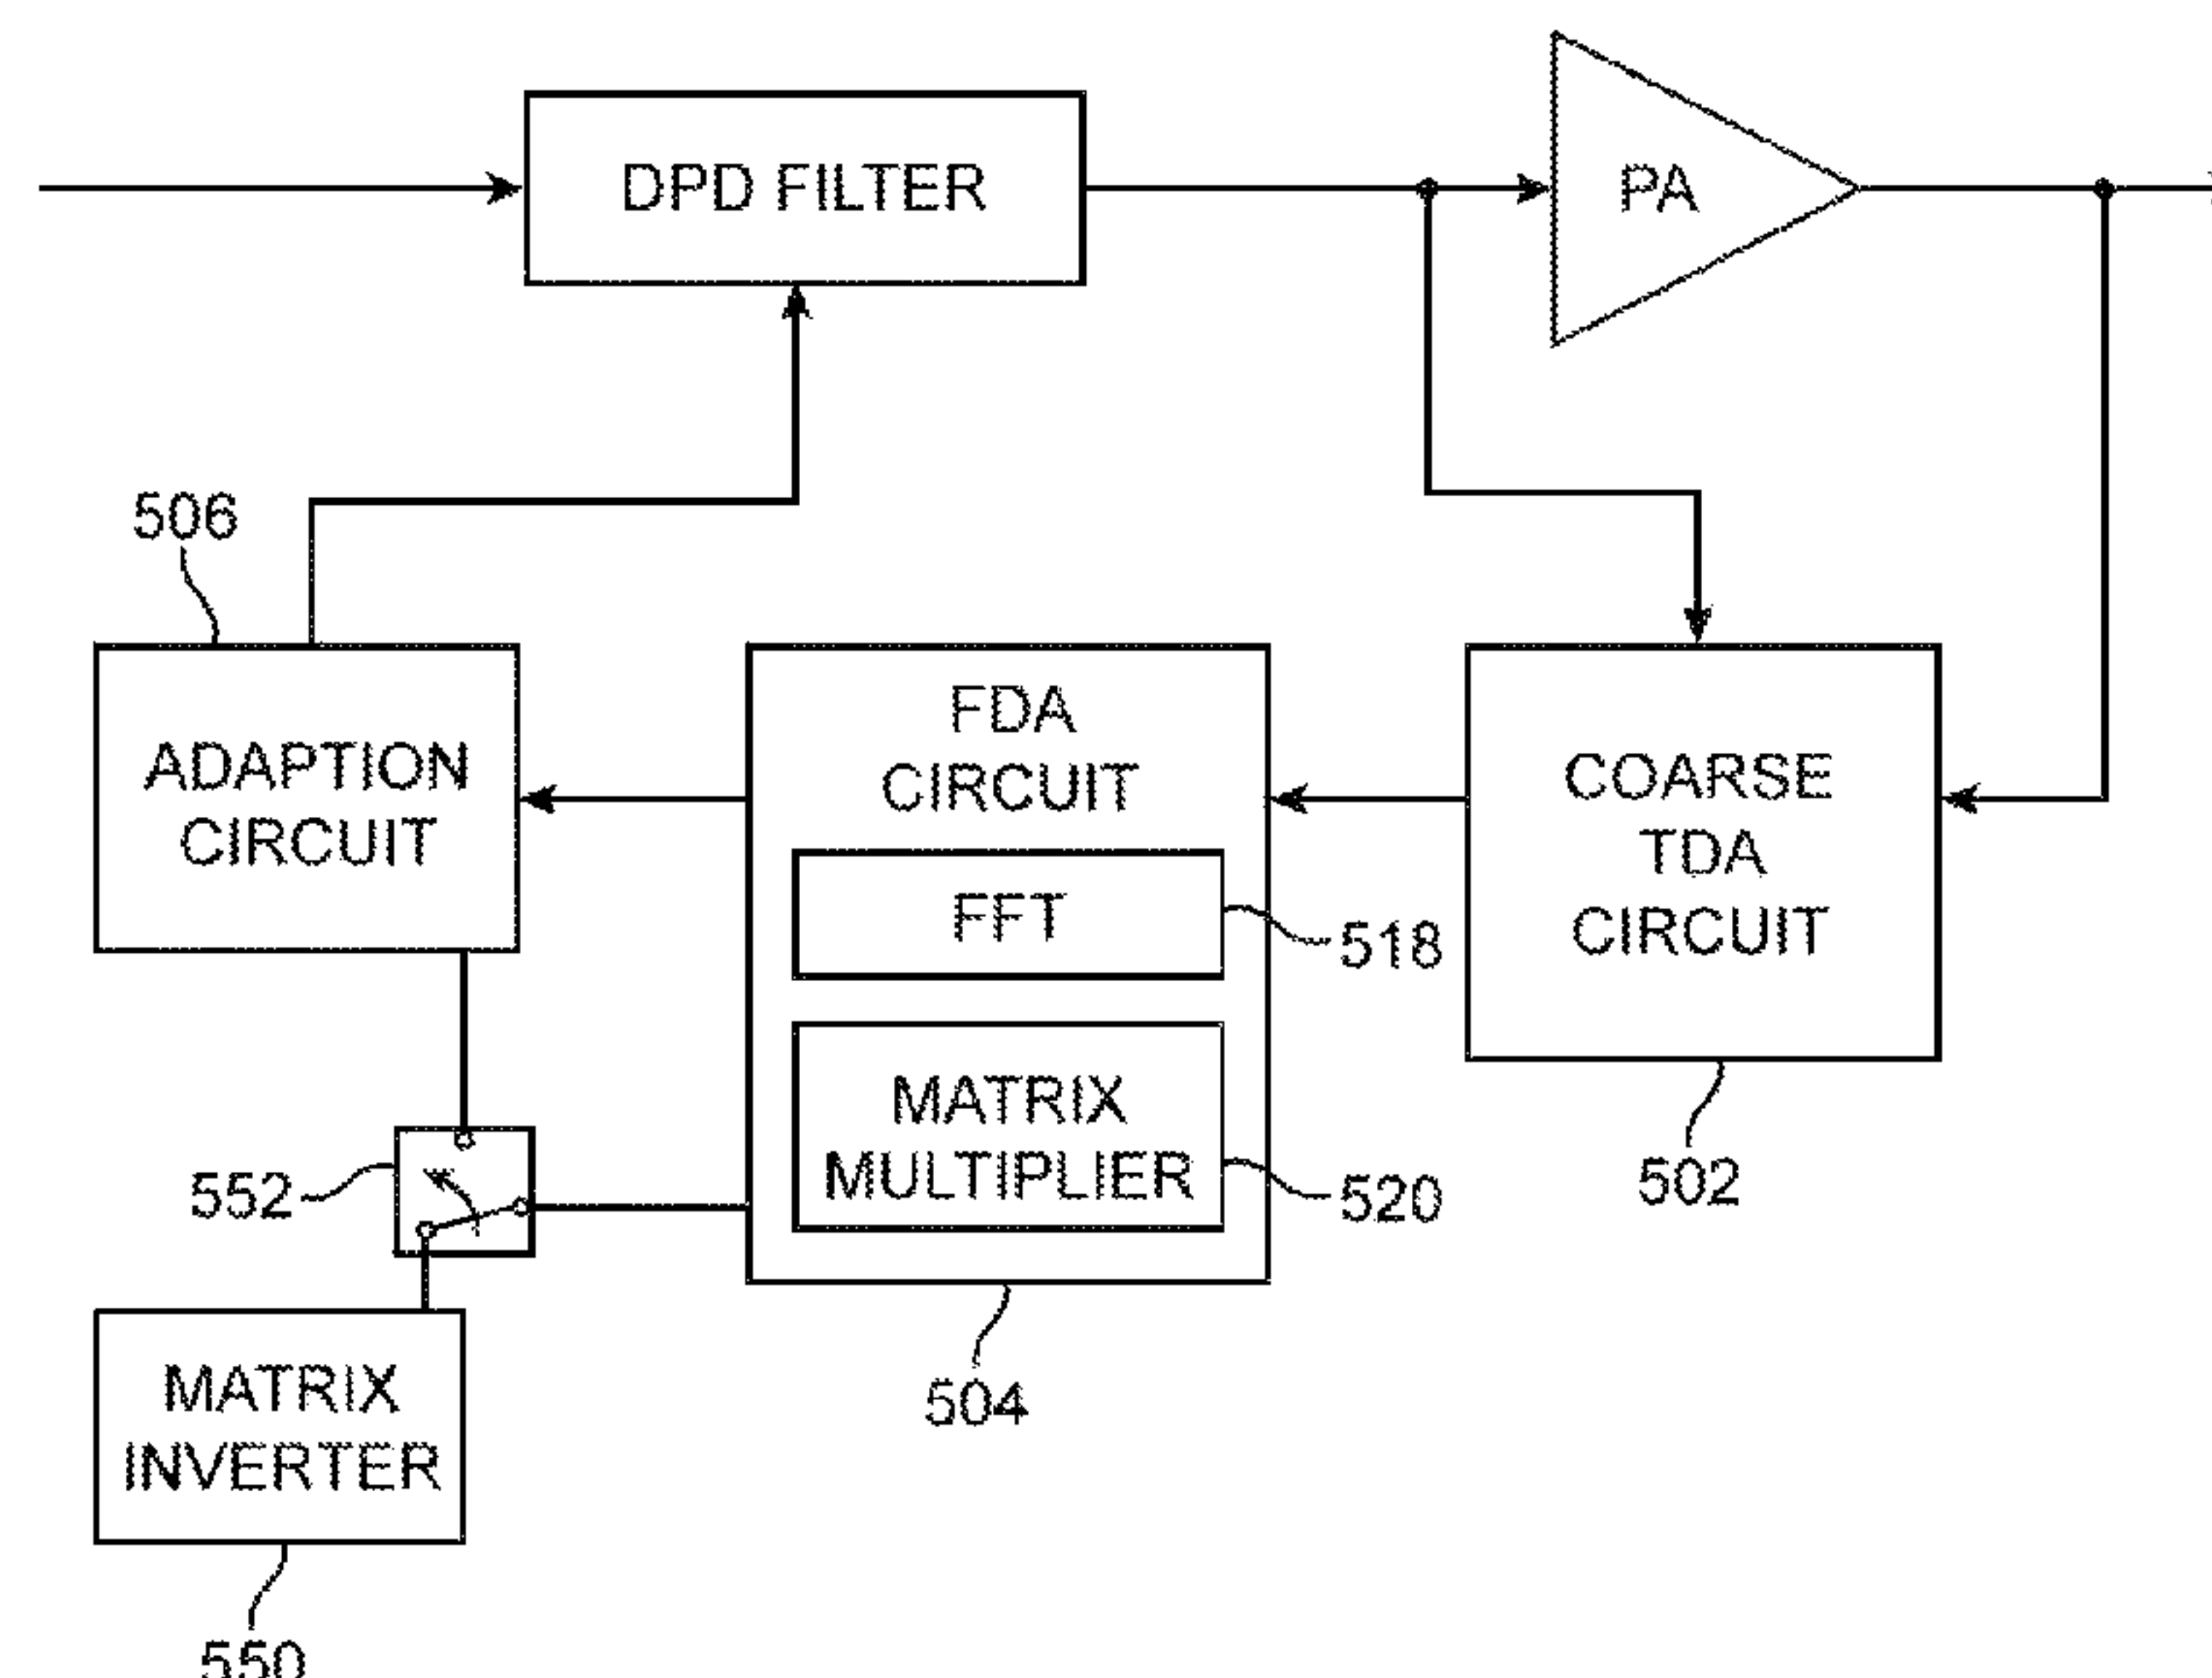 DPD FILTER
PA
506
ADAPTION
CIRCUIT
FDA
CIRCUIT
FFT
518
MATRIX
MULTIPLIER
520
504
COARSE
TDA
CIRCUIT
502
552
MATRIX
INVERTER
550